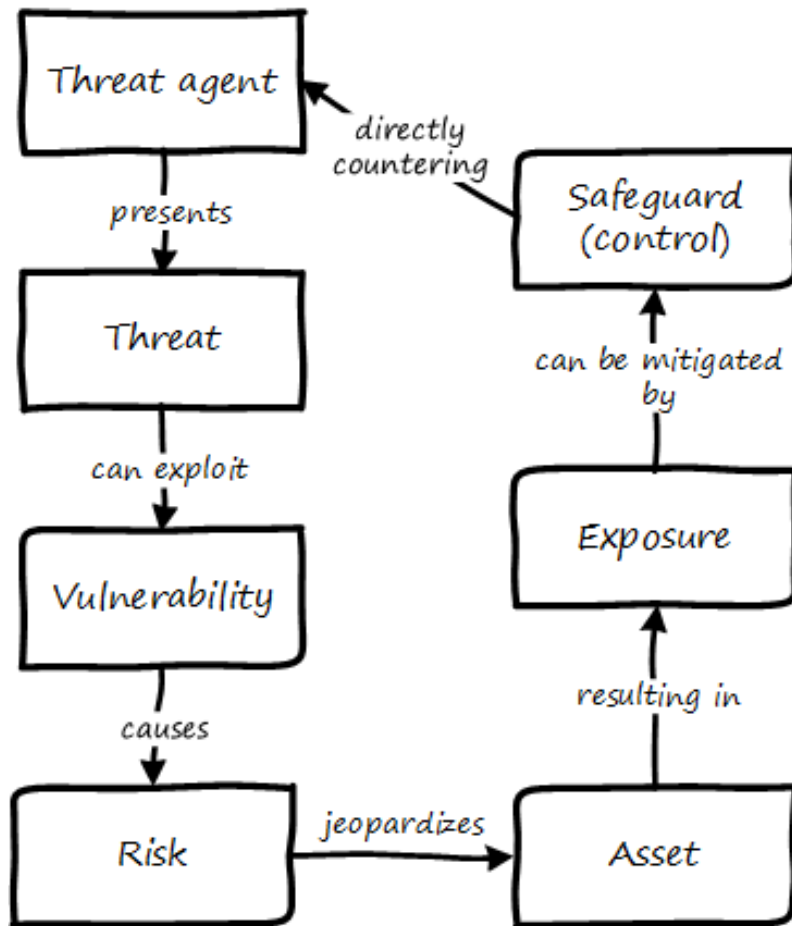 Threat agent
directly
countering
presents
Safeguard
(control)
Threat
can be mitigated
by
can exploit
Exposure
Vulnerability
resulting in
causes
Risk
jeopardizes
Asset